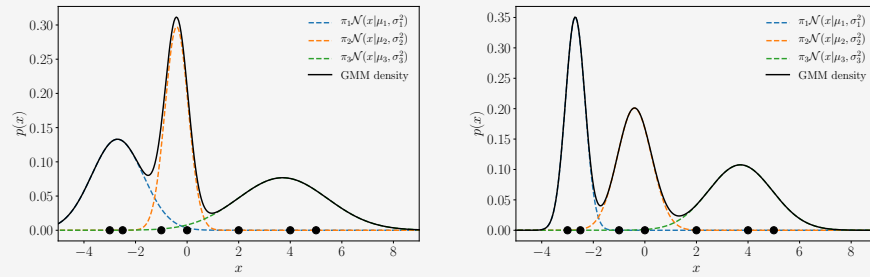 0.30
0.25
0.20
0.15
0.10
0.05
0.00
p(x)
−4 −2 0 2 4 6 8
x
π₁𝒩(x|μ₁, σ₁²)
π₂𝒩(x|μ₂, σ₂²)
π₃𝒩(x|μ₃, σ₃²)
GMM density
0.35
0.30
0.25
0.20
0.15
0.10
0.05
0.00
p(x)
−4 −2 0 2 4 6 8
x
π₁𝒩(x|μ₁, σ₁²)
π₂𝒩(x|μ₂, σ₂²)
π₃𝒩(x|μ₃, σ₃²)
GMM density